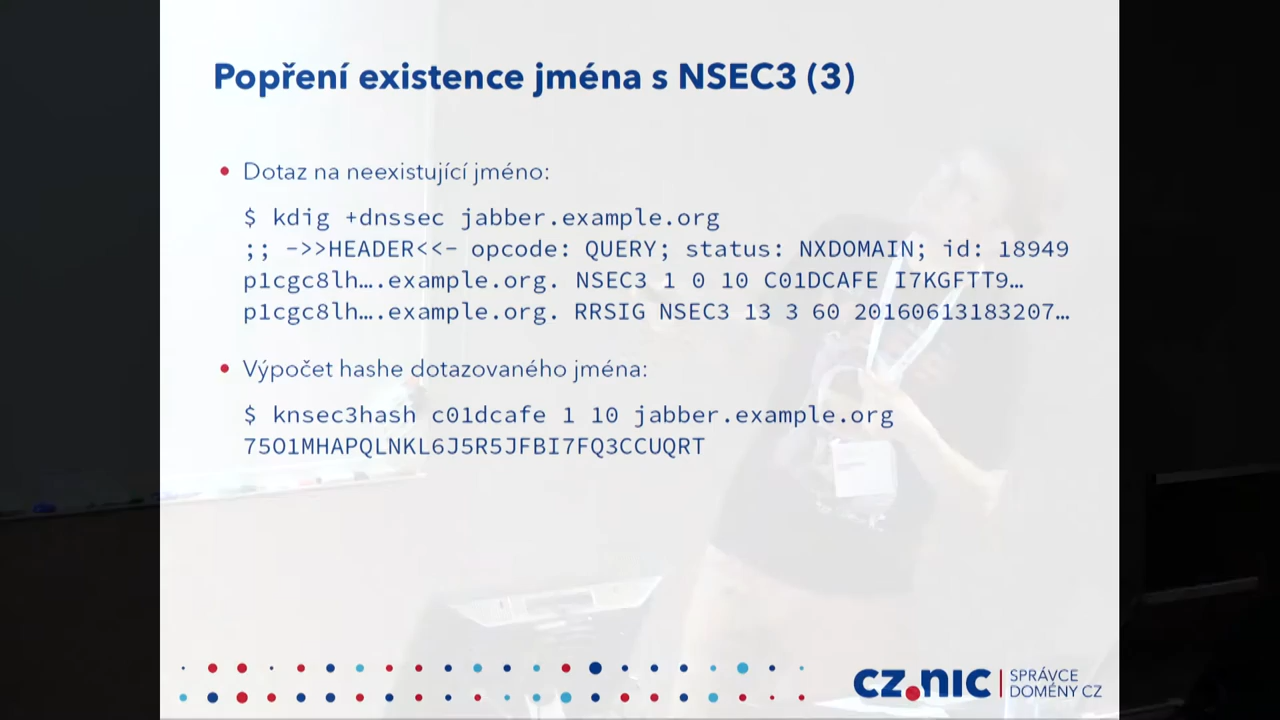 Popření existence jména s NSEC3 (3)
• Dotaz na neexistující jméno:
$ kdig +dnssec jabber.example.org
;; ->>HEADER<<- opcode: QUERY; status: NXDOMAIN; id: 18949
p1cgc8lh….example.org. NSEC3 1 0 10 C01DCAFE I7KGFTT9…
p1cgc8lh….example.org. RRSIG NSEC3 13 3 60 20160613183207…
• Výpočet hashe dotazovaného jména:
$ knsec3hash c01dcafe 1 10 jabber.example.org
75O1MHAPQLNKL6J5R5JFBI7FQ3CCUQRT
CZ.NIC
SPRÁVCE
DOMÉNY CZ